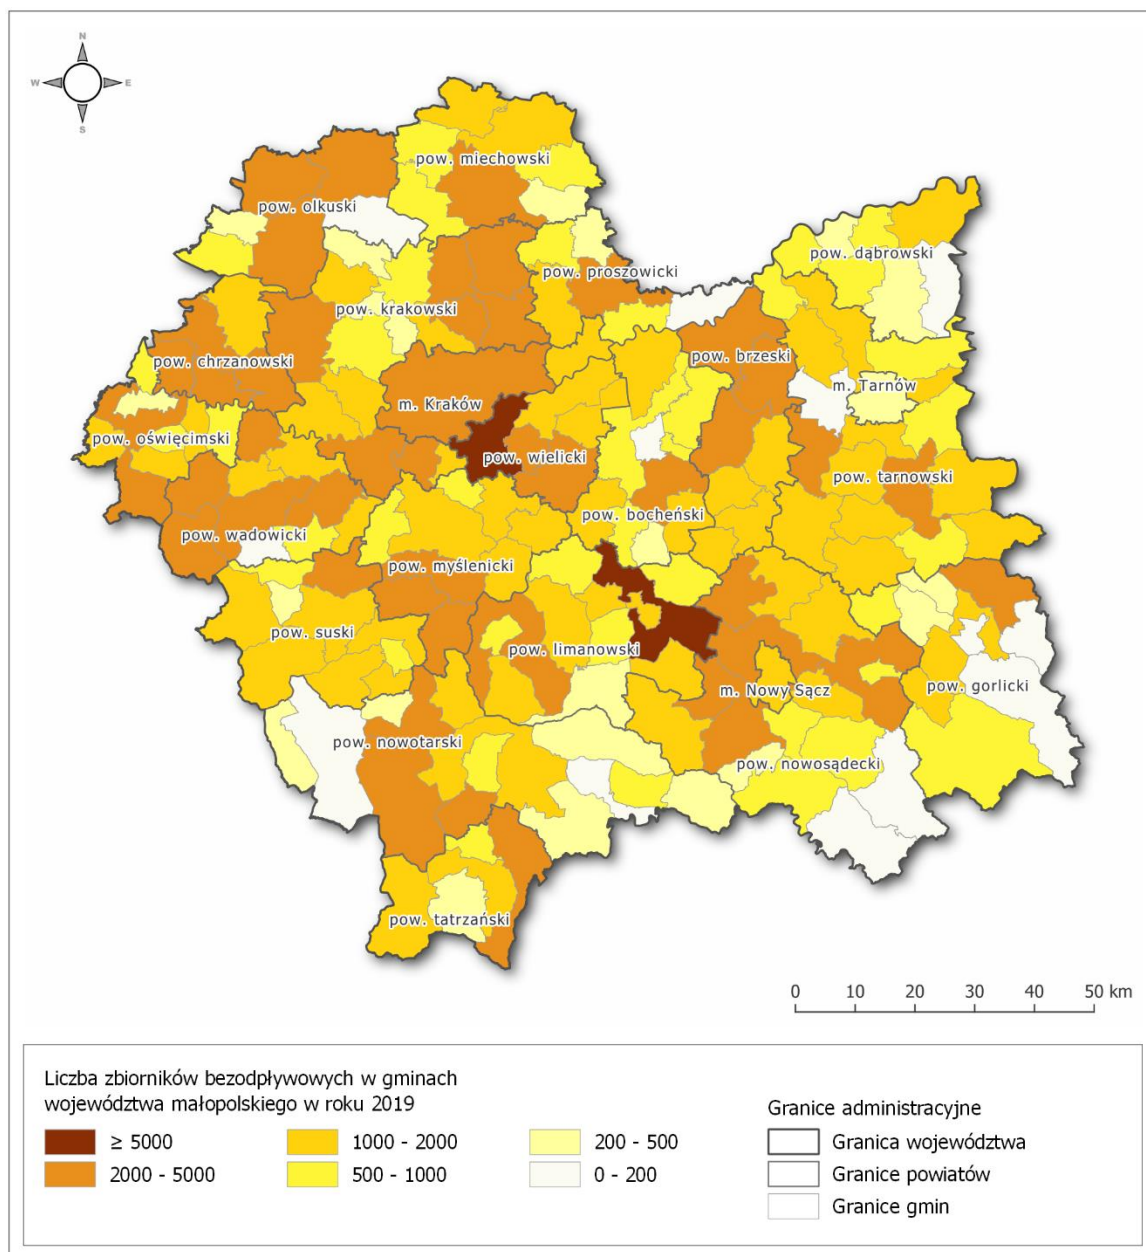 N
W E
S
pow. miechowski
pow. olkuski
pow. dąbrowski
pow. proszowicki
pow. krakowski
pow. chrzanowski
pow. brzeski
m. Tarnów
m. Kraków
pow. oświęcimski
pow. wielicki
pow. tarnowski
pow. bocheński
pow. wadowicki
pow. myślenicki
pow. suski
pow. limanowski
pow. gorlicki
m. Nowy Sącz
pow. nowotarski
pow. nowosądecki
pow. tatrzański
0 10 20 30 40 50 km
Liczba zbiorników bezodpływowych w gminach
województwa małopolskiego w roku 2019
≥ 5000
2000 - 5000
1000 - 2000
500 - 1000
200 - 500
0 - 200
Granice administracyjne
Granica województwa
Granice powiatów
Granice gmin